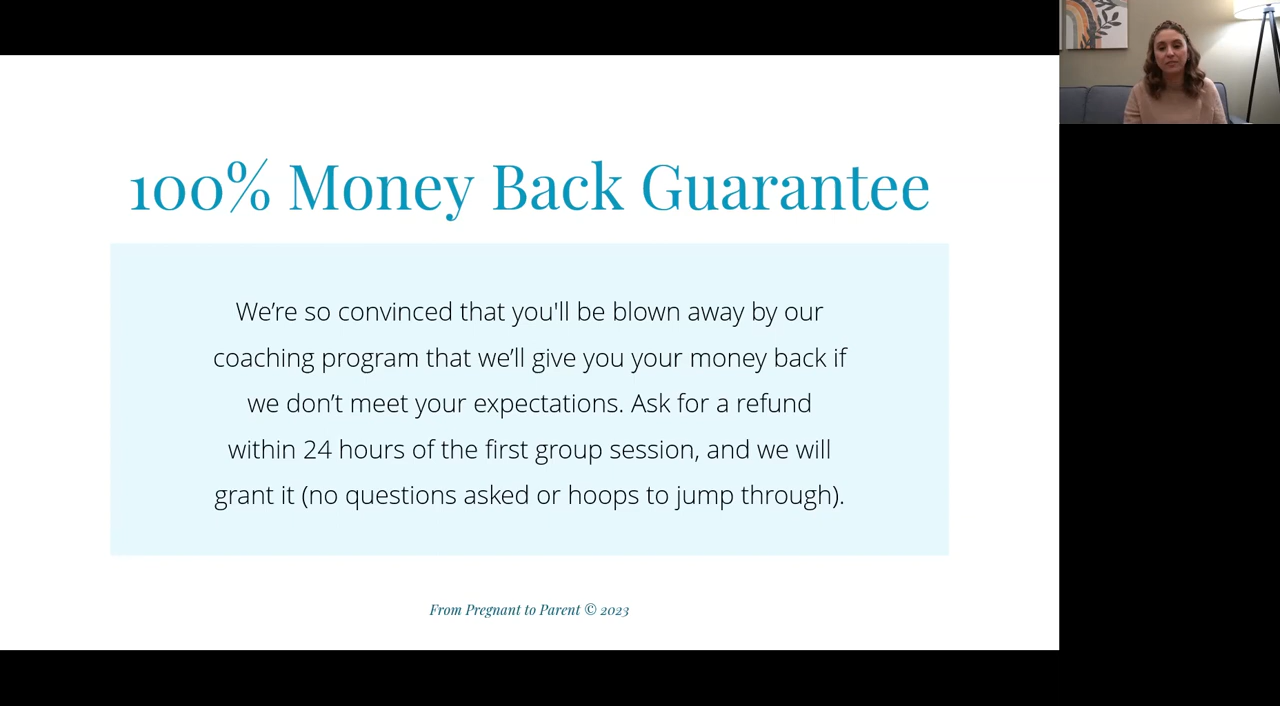 100% Money Back Guarantee
We’re so convinced that you'll be blown away by our
coaching program that we’ll give you your money back if
we don’t meet your expectations. Ask for a refund
within 24 hours of the first group session, and we will
grant it (no questions asked or hoops to jump through).
From Pregnant to Parent © 2023